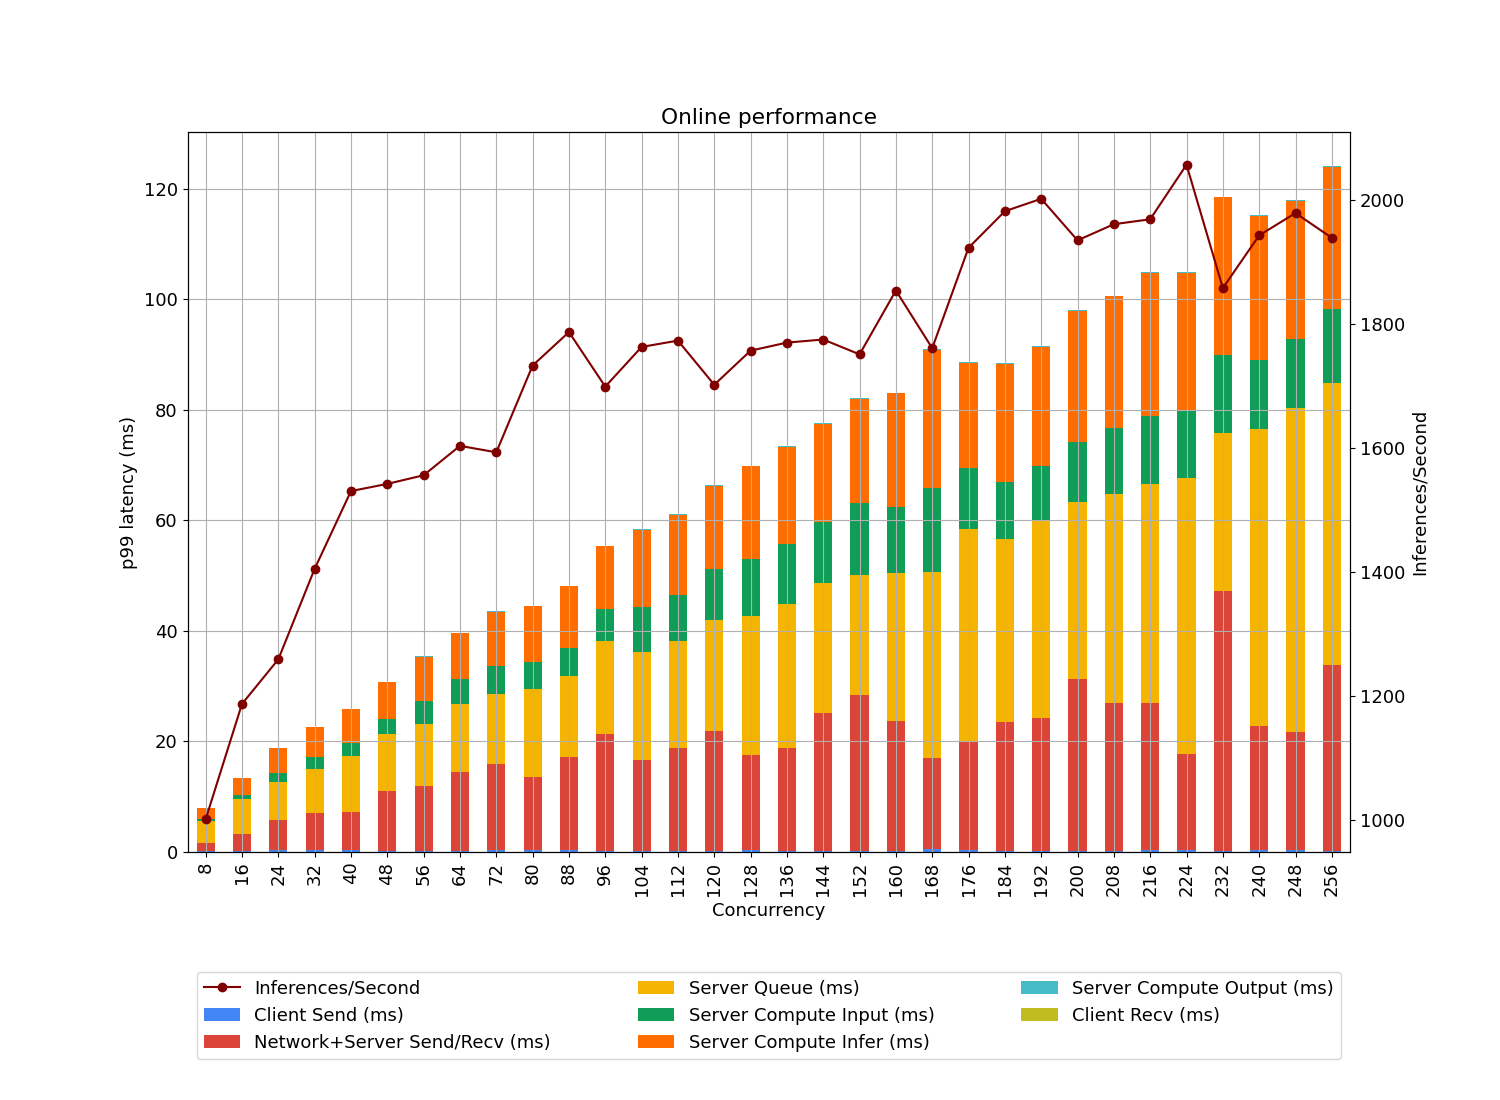 Online performance
120
100
80
60
40
20
0
p99 latency (ms)
2000
1800
1600
1400
1200
1000
Inferences/Second
8 16 24 32 40 48 56 64 72 80 88 96 104 112 120 128 136 144 152 160 168 176 184 192 200 208 216 224 232 240 248 256
Concurrency
Inferences/Second
Client Send (ms)
Network+Server Send/Recv (ms)
Server Queue (ms)
Server Compute Input (ms)
Server Compute Infer (ms)
Server Compute Output (ms)
Client Recv (ms)